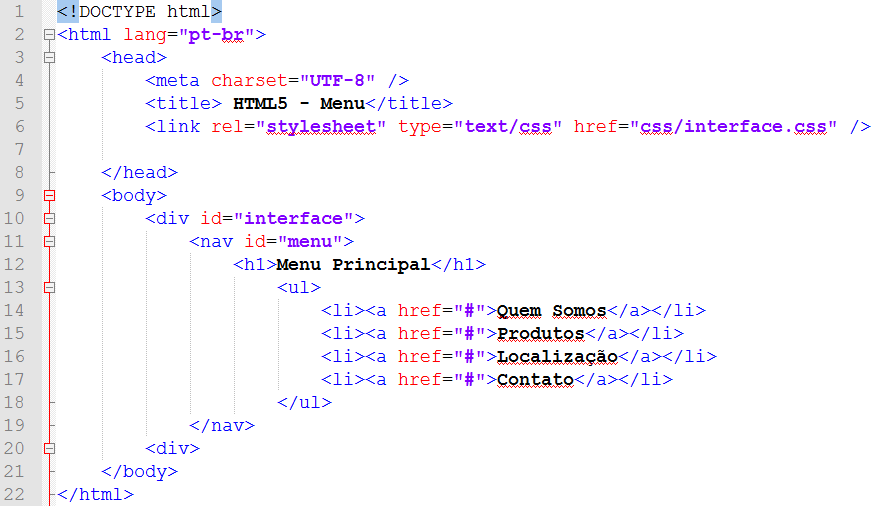 1 <!DOCTYPE html>
2 <html lang="pt-br">
3 <head>
4 <meta charset="UTF-8" />
5 <title> HTML5 - Menu</title>
6 <link rel="stylesheet" type="text/css" href="css/interface.css" />
7
8 </head>
9 <body>
10 <div id="interface">
11 <nav id="menu">
12 <h1>Menu Principal</h1>
13 <ul>
14 <li><a href="#">Quem Somos</a></li>
15 <li><a href="#">Produtos</a></li>
16 <li><a href="#">Localização</a></li>
17 <li><a href="#">Contato</a></li>
18 </ul>
19 </nav>
20 <div>
21 </body>
22 </html>